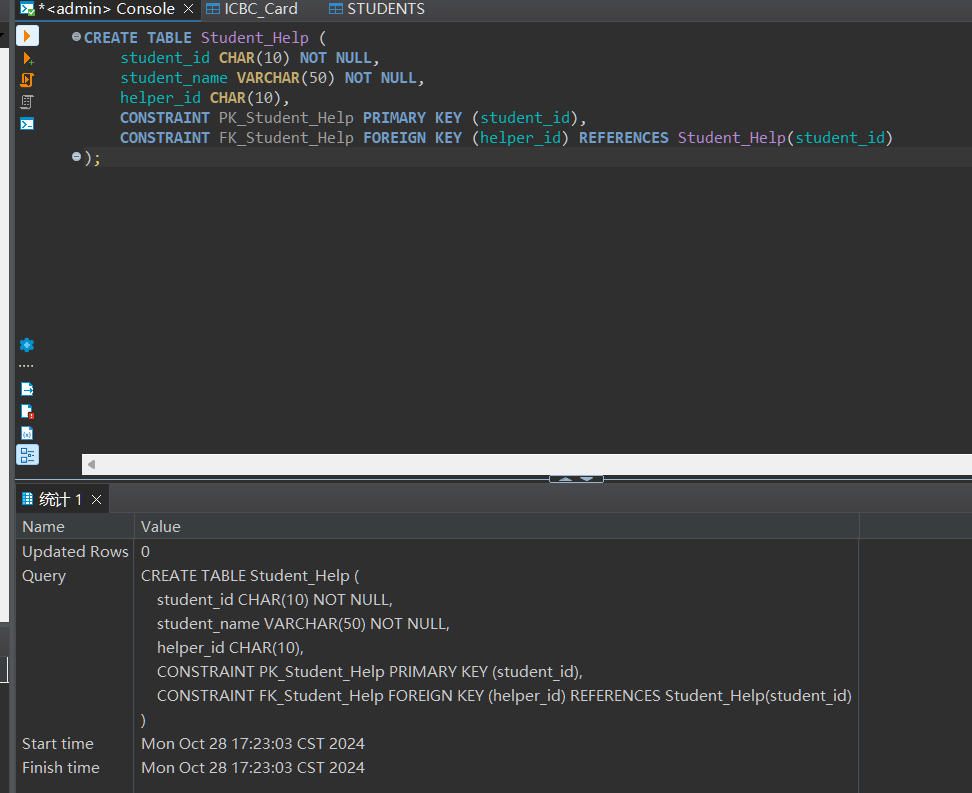 *<admin> Console
ICBC_Card
STUDENTS
CREATE TABLE Student_Help (
student_id CHAR(10) NOT NULL,
student_name VARCHAR(50) NOT NULL,
helper_id CHAR(10),
CONSTRAINT PK_Student_Help PRIMARY KEY (student_id),
CONSTRAINT FK_Student_Help FOREIGN KEY (helper_id) REFERENCES Student_Help(student_id)
);
统计 1
Name Value
Updated Rows 0
Query CREATE TABLE Student_Help (
student_id CHAR(10) NOT NULL,
student_name VARCHAR(50) NOT NULL,
helper_id CHAR(10),
CONSTRAINT PK_Student_Help PRIMARY KEY (student_id),
CONSTRAINT FK_Student_Help FOREIGN KEY (helper_id) REFERENCES Student_Help(student_id)
)
Start time Mon Oct 28 17:23:03 CST 2024
Finish time Mon Oct 28 17:23:03 CST 2024